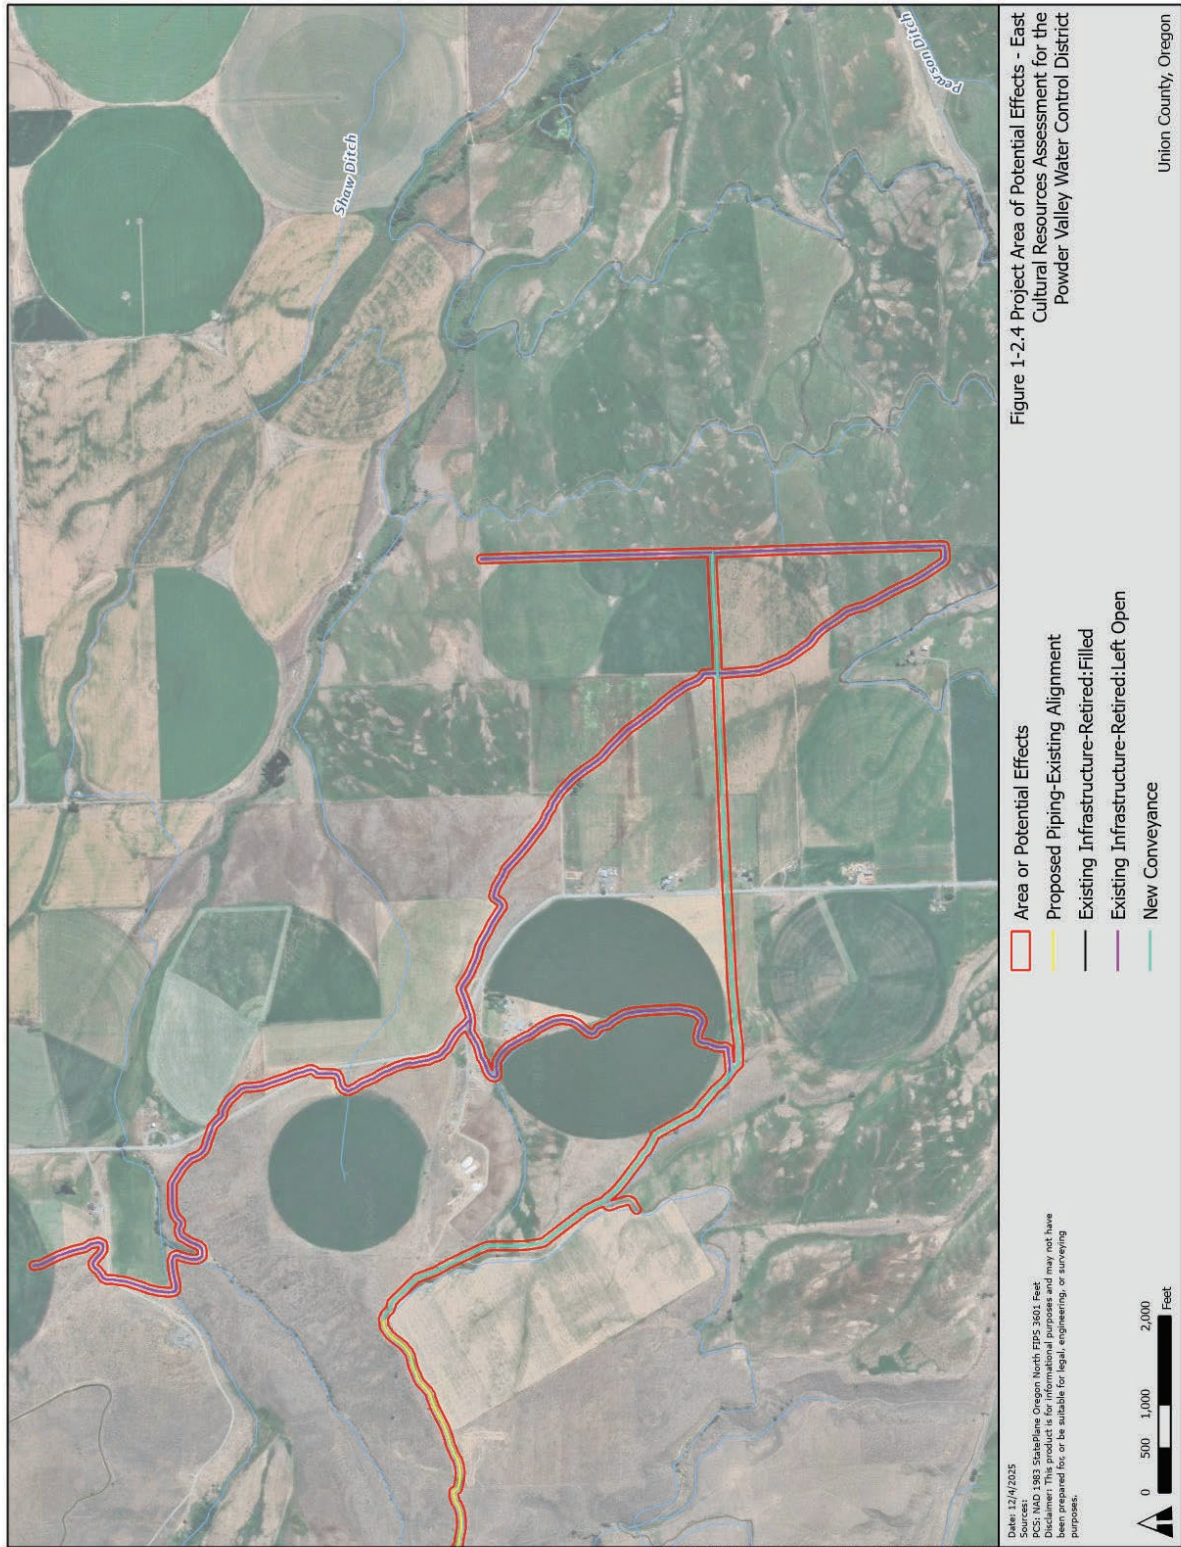 Shaw Ditch
Pearson Ditch
Figure 1-2.4 Project Area of Potential Effects - East
Cultural Resources Assessment for the
Powder Valley Water Control District
Union County, Oregon
Area or Potential Effects
Proposed Piping-Existing Alignment
Existing Infrastructure-Retired:Filled
Existing Infrastructure-Retired:Left Open
New Conveyance
Date: 12/4/2025
Sources:
PCS: NAD 1983 StatePlane Oregon North FIPS 3601 Feet
Disclaimer: This product is for informational purposes and may not have
been prepared for, or be suitable for legal, engineering, or surveying
purposes.
0 500 1,000 2,000
Feet